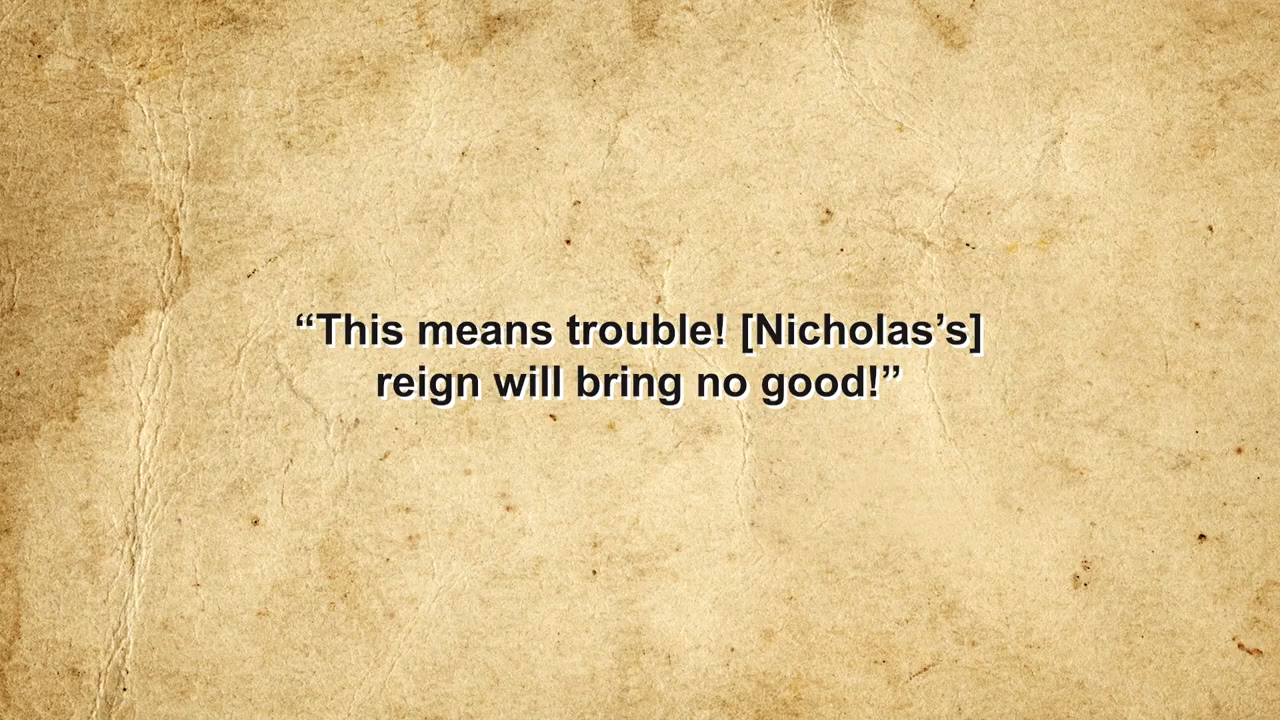 “This means trouble! [Nicholas’s]
reign will bring no good!”